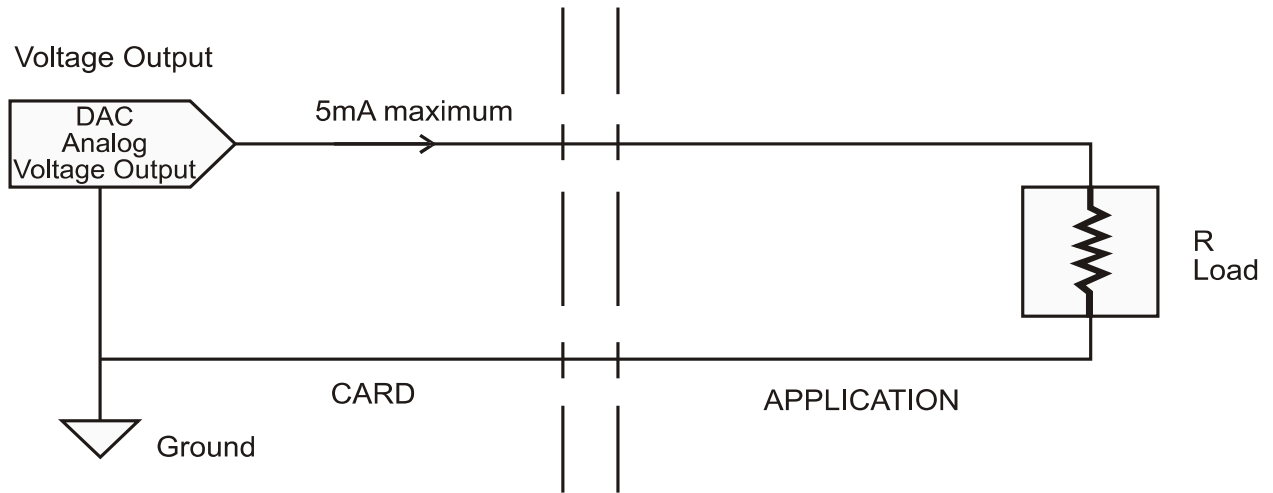 Voltage Output
DAC
Analog
Voltage Output
5mA maximum
R
Load
CARD
APPLICATION
Ground